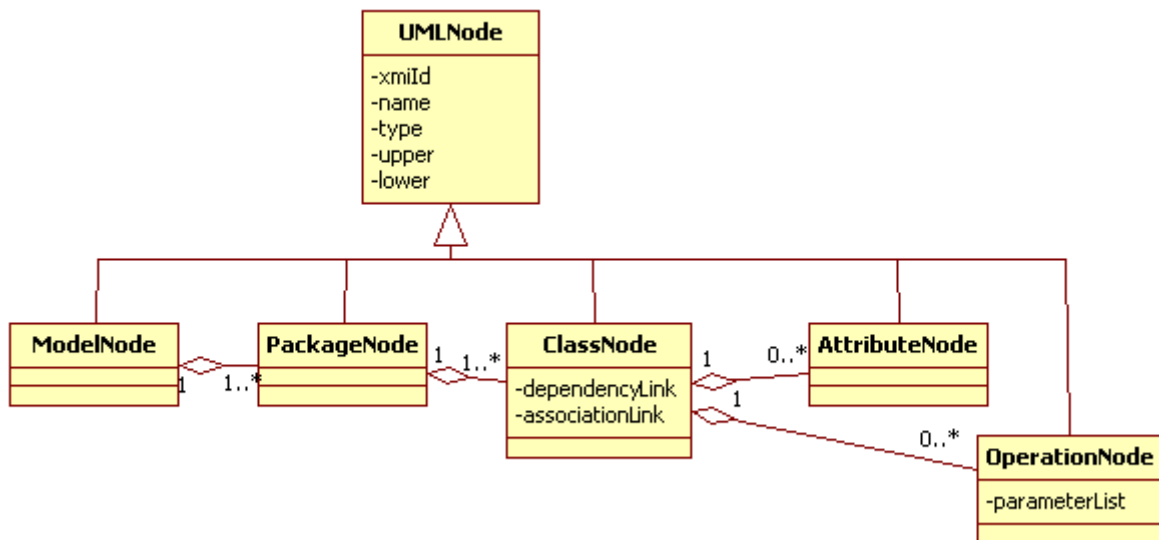 UMLNode
-xmiId
-name
-type
-upper
-lower
ModelNode
PackageNode
ClassNode
AttributeNode
1
1..*
1
1..*
1
0..*
-dependencyLink
-associationLink
1
0..*
OperationNode
-parameterList